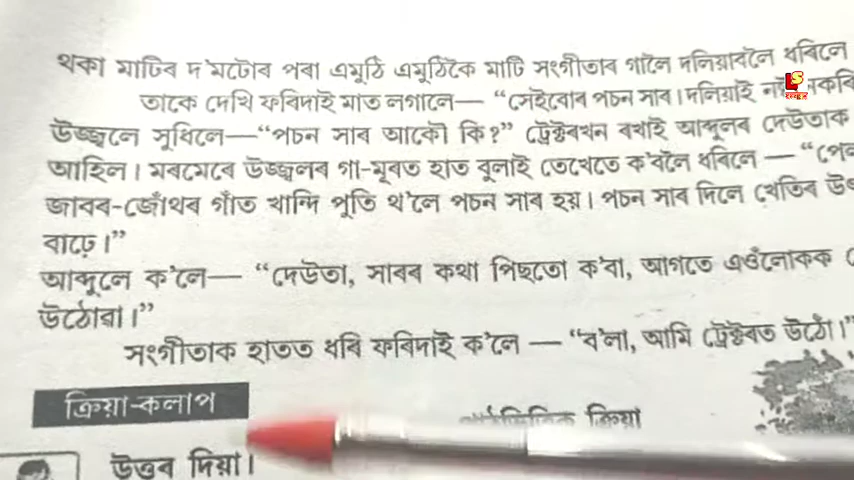 থকা মাটিৰ দ'মটোৰ পৰা এমুঠি এমুঠিকৈ মাটি সংগীতাৰ গালৈ দলিয়াবলৈ ধৰিলে
তাকে দেখি ফৰিদাই মাত লগালে— “সেইবোৰ পচন সাৰ। দলিয়াই
উজ্জ্বলে সুধিলে—“পচন সাৰ আকৌ কি?” ট্ৰেক্টৰখন ৰখাই আব্দুলৰ দেউতাক
আহিল। মৰমেৰে উজ্জ্বলৰ গা-মূৰত হাত বুলাই তেখেতে ক'বলৈ ধৰিলে —
জাবৰ-জোঁথৰ গাঁত খান্দি পুতি থ'লে পচন সাৰ হয়। পচন সাৰ দিলে খেতিৰ
বাঢ়ে।”
আব্দুলে ক'লে— “দেউতা, সাৰৰ কথা পিছতো ক'বা, আগতে এওঁলোকক
উঠোৱা।”
সংগীতাক হাতত ধৰি ফৰিদাই ক'লে — “ব'লা, আমি ট্ৰেক্টৰত উঠোঁ।”
ক্ৰিয়া-কলাপ
ক্ৰিয়া
উত্তৰ দিয়া।